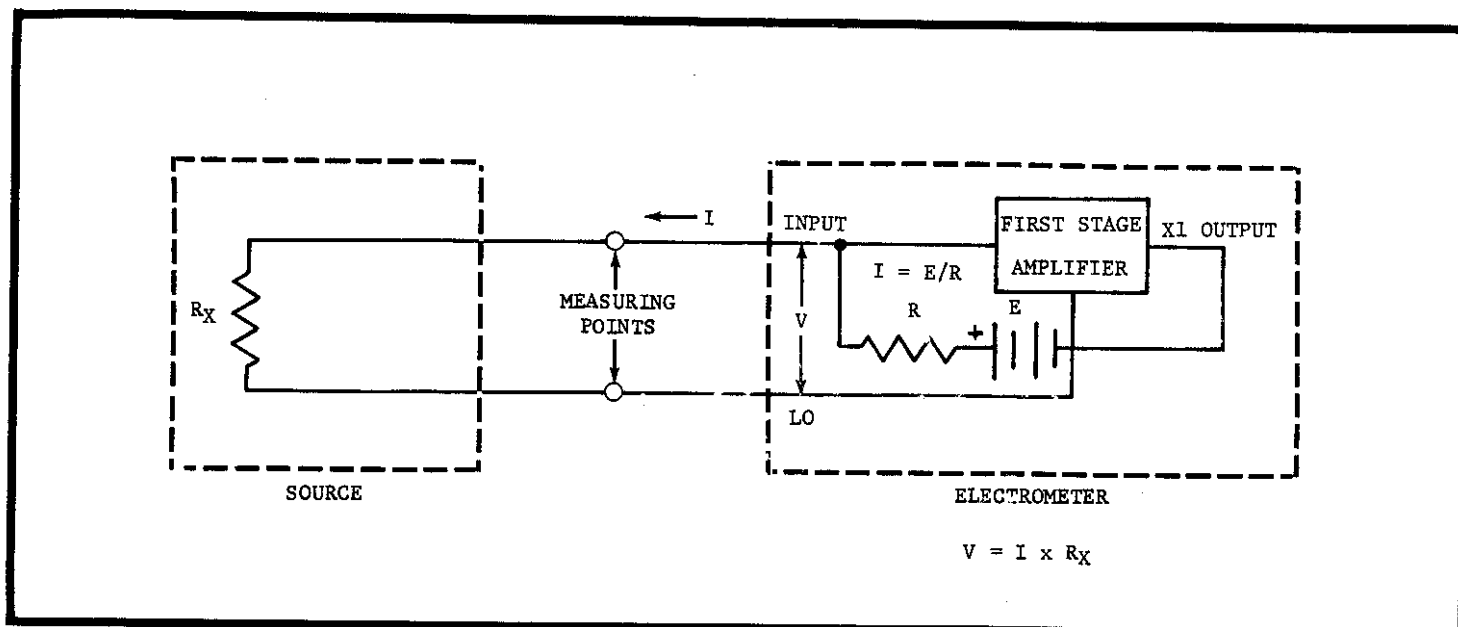 I
INPUT
FIRST STAGE
AMPLIFIER
X1 OUTPUT
I = E/R
RX
MEASURING
POINTS
V
R
+
E
LO
SOURCE
ELECTROMETER
V = I x RX